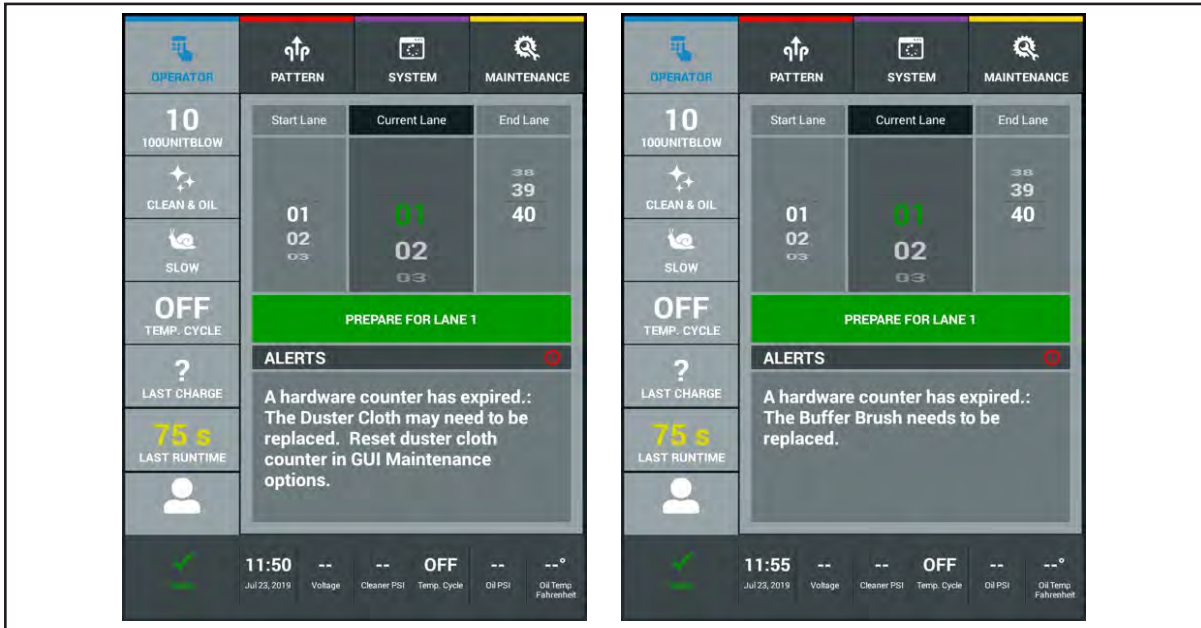 OPERATOR
PATTERN
SYSTEM
MAINTENANCE
10
100UNITBLOW
CLEAN & OIL
SLOW
OFF
TEMP. CYCLE
?
LAST CHARGE
75 s
LAST RUNTIME
Start Lane
Current Lane
End Lane
01
02
03
01
02
03
38
39
40
PREPARE FOR LANE 1
ALERTS
A hardware counter has expired.:
The Duster Cloth may need to be
replaced. Reset duster cloth
counter in GUI Maintenance
options.
11:50
Jul 23, 2019
--
Voltage
--
Cleaner PSI
OFF
Temp. Cycle
--
Oil PSI
--°
Oil Temp
Fahrenheit
OPERATOR
PATTERN
SYSTEM
MAINTENANCE
10
100UNITBLOW
CLEAN & OIL
SLOW
OFF
TEMP. CYCLE
?
LAST CHARGE
75 s
LAST RUNTIME
Start Lane
Current Lane
End Lane
01
02
03
01
02
03
38
39
40
PREPARE FOR LANE 1
ALERTS
A hardware counter has expired.:
The Buffer Brush needs to be
replaced.
11:55
Jul 23, 2019
--
Voltage
--
Cleaner PSI
OFF
Temp. Cycle
--
Oil PSI
--°
Oil Temp
Fahrenheit